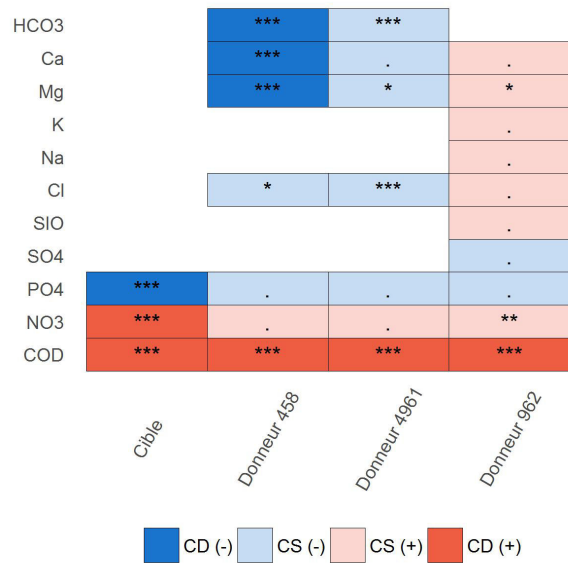 HCO3 *** ***
Ca *** . .
Mg *** * *
K .
Na .
Cl * *** .
SIO .
SO4 .
PO4 *** . . .
NO3 *** . . **
COD *** *** *** ***
Cible Donneur 458 Donneur 4961 Donneur 962
CD (-) CS (-) CS (+) CD (+)